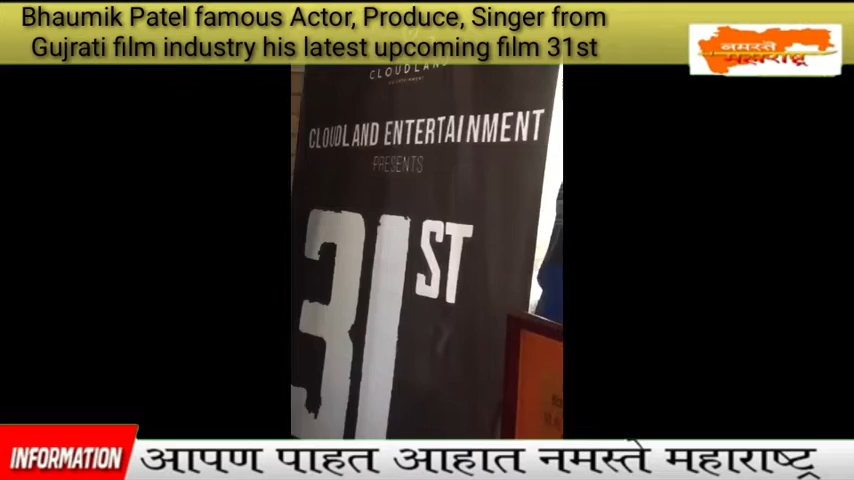 Bhaumik Patel famous Actor, Produce, Singer from
Gujrati film industry his latest upcoming film 31st
नमस्ते
महाराष्ट्र
CLOUDLAND
CLOUDLAND ENTERTAINMENT
PRESENTS
31ST
INFORMATION
आपण पाहत आहात नमस्ते महाराष्ट्र